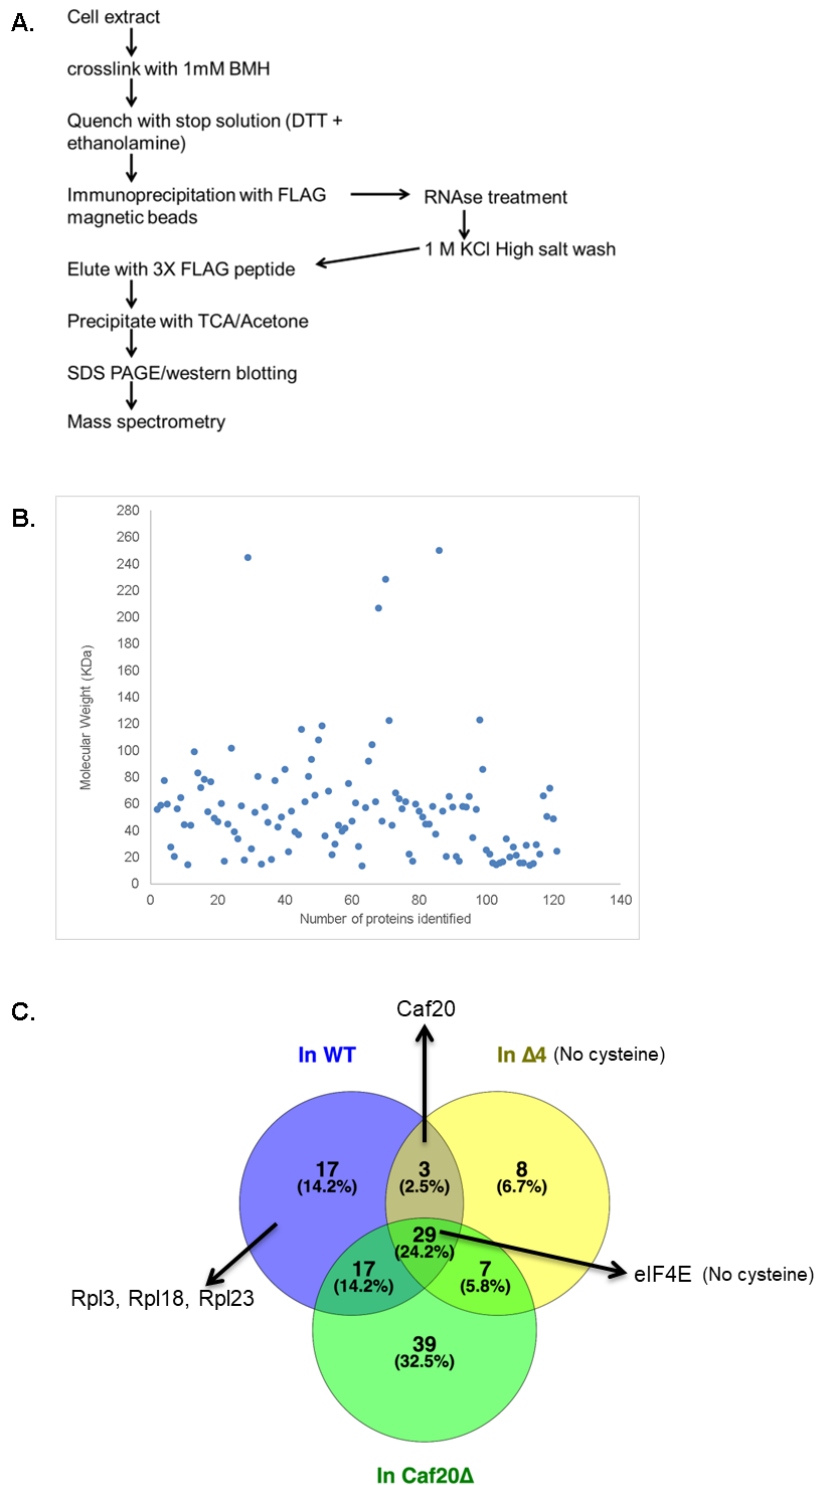 A.
Cell extract
crosslink with 1mM BMH
Quench with stop solution (DTT +
ethanolamine)
Immunoprecipitation with FLAG
magnetic beads
RNAse treatment
1 M KCl High salt wash
Elute with 3X FLAG peptide
Precipitate with TCA/Acetone
SDS PAGE/western blotting
Mass spectrometry
B.
280
260
240
220
200
180
160
140
120
100
80
60
40
20
0
Molecular Weight (KDa)
0 20 40 60 80 100 120 140
Number of proteins identified
C.
Caf20
In WT
In Δ4 (No cysteine)
17
(14.2%)
3
(2.5%)
8
(6.7%)
29
(24.2%)
17
(14.2%)
7
(5.8%)
eIF4E (No cysteine)
Rpl3, Rpl18, Rpl23
39
(32.5%)
In Caf20Δ